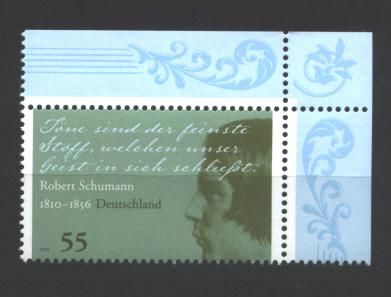 Töne sind der feinste
Stoff, welchen unser
Geist in sich schließt.
Robert Schumann
1810–1856 Deutschland
55